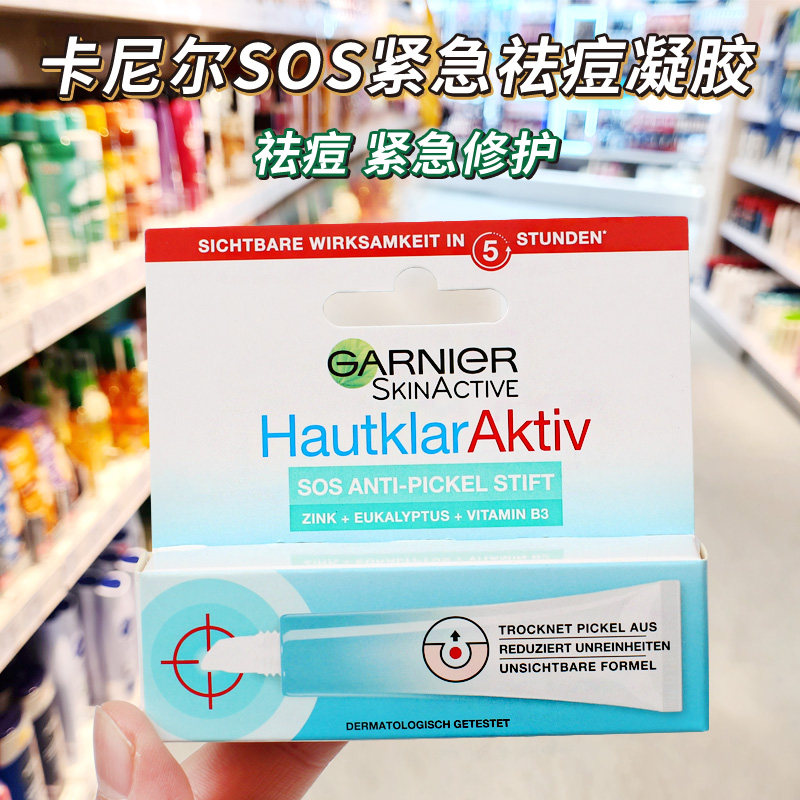 卡尼尔SOS紧急祛痘凝胶
祛痘 紧急修护
SICHTBARE WIRKSAMKEIT IN 5 STUNDEN*
GARNIER
SKINACTIVE
HautklarAktiv
SOS ANTI-PICKEL STIFT
ZINK + EUKALYPTUS + VITAMIN B3
TROCKNET PICKEL AUS
REDUZIERT UNREINHEITEN
UNSICHTBARE FORMEL
DERMATOLOGISCH GETESTET